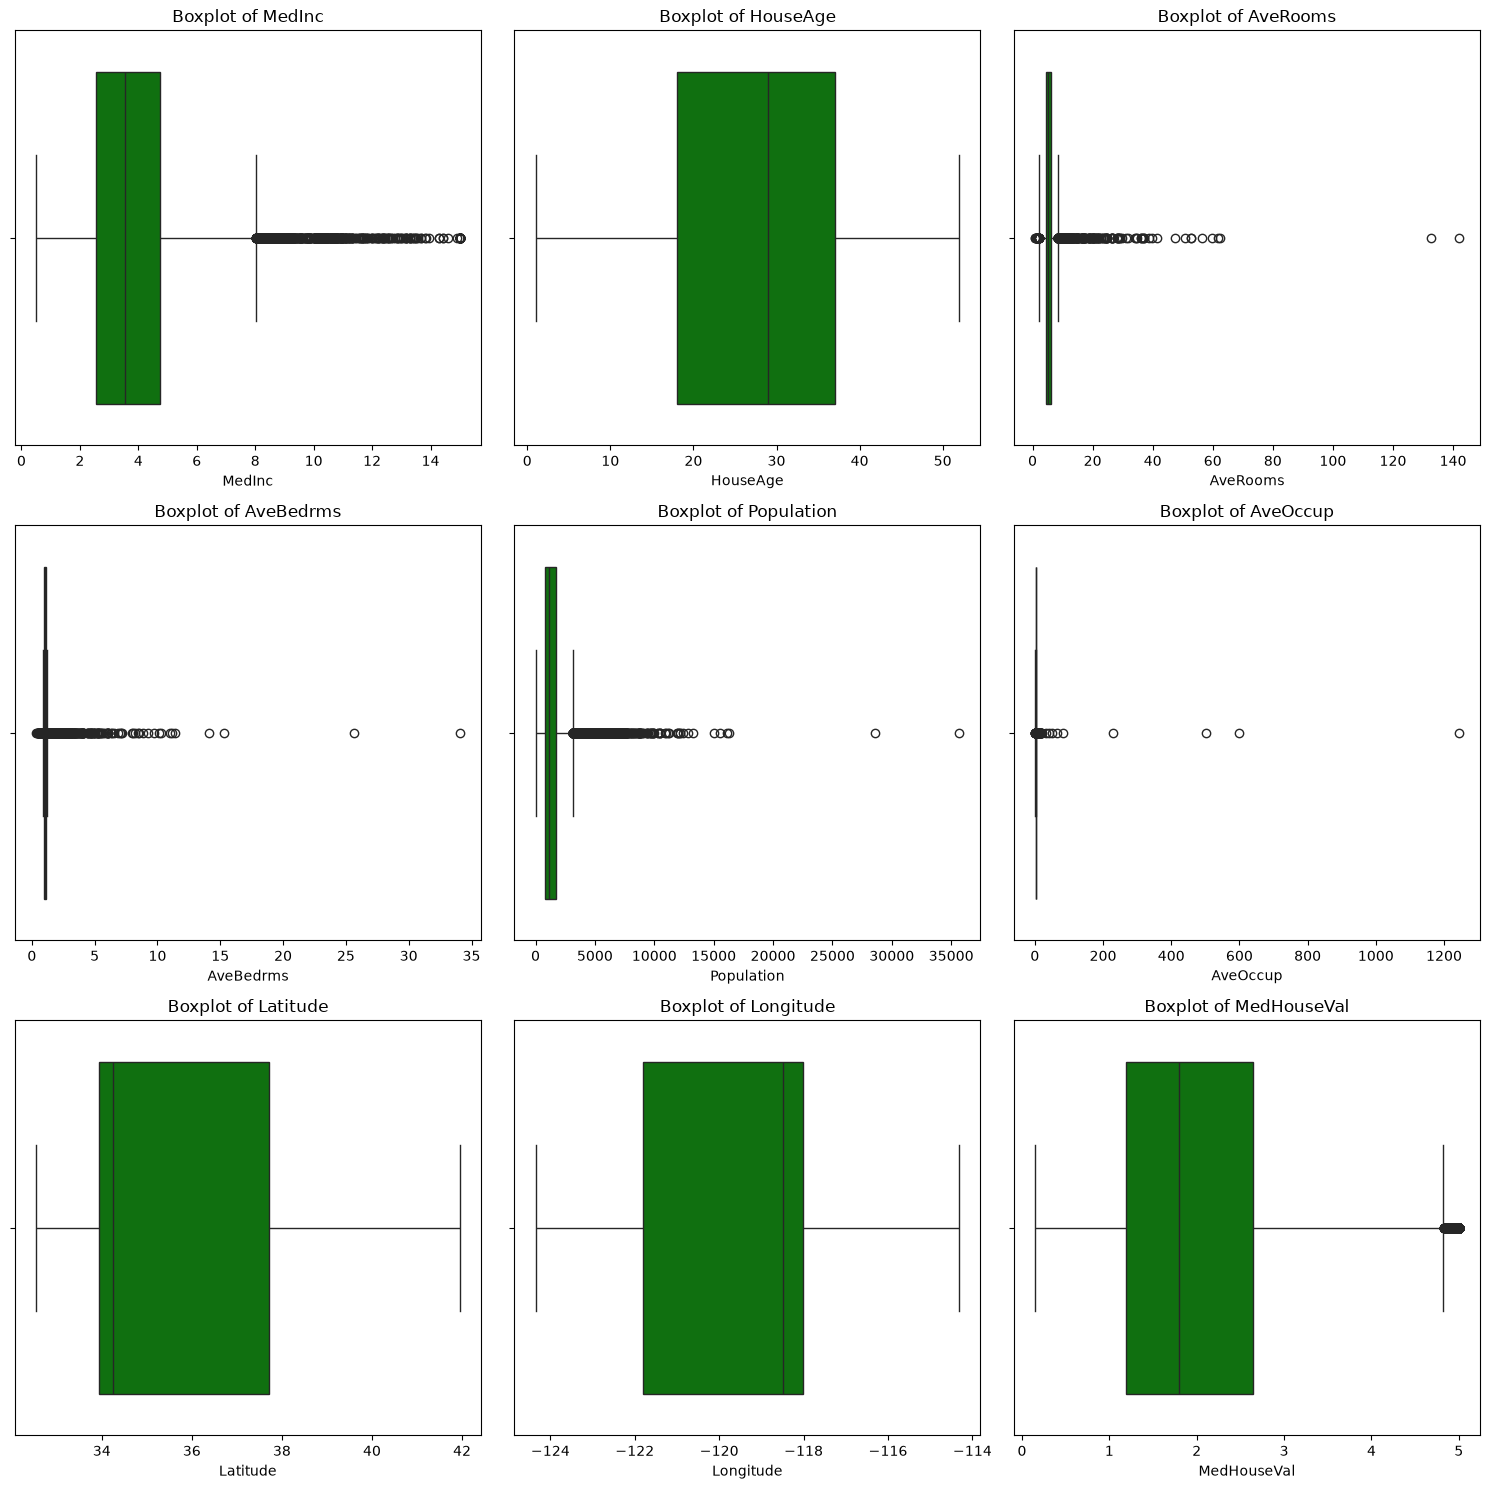 Boxplot of MedInc
Boxplot of HouseAge
Boxplot of AveRooms
0 2 4 6 8 10 12 14
0 10 20 30 40 50
0 20 40 60 80 100 120 140
MedInc
HouseAge
AveRooms
Boxplot of AveBedrms
Boxplot of Population
Boxplot of AveOccup
0 5 10 15 20 25 30 35
0 5000 10000 15000 20000 25000 30000 35000
0 200 400 600 800 1000 1200
AveBedrms
Population
AveOccup
Boxplot of Latitude
Boxplot of Longitude
Boxplot of MedHouseVal
34 36 38 40 42
−124 −122 −120 −118 −116 −114
0 1 2 3 4 5
Latitude
Longitude
MedHouseVal